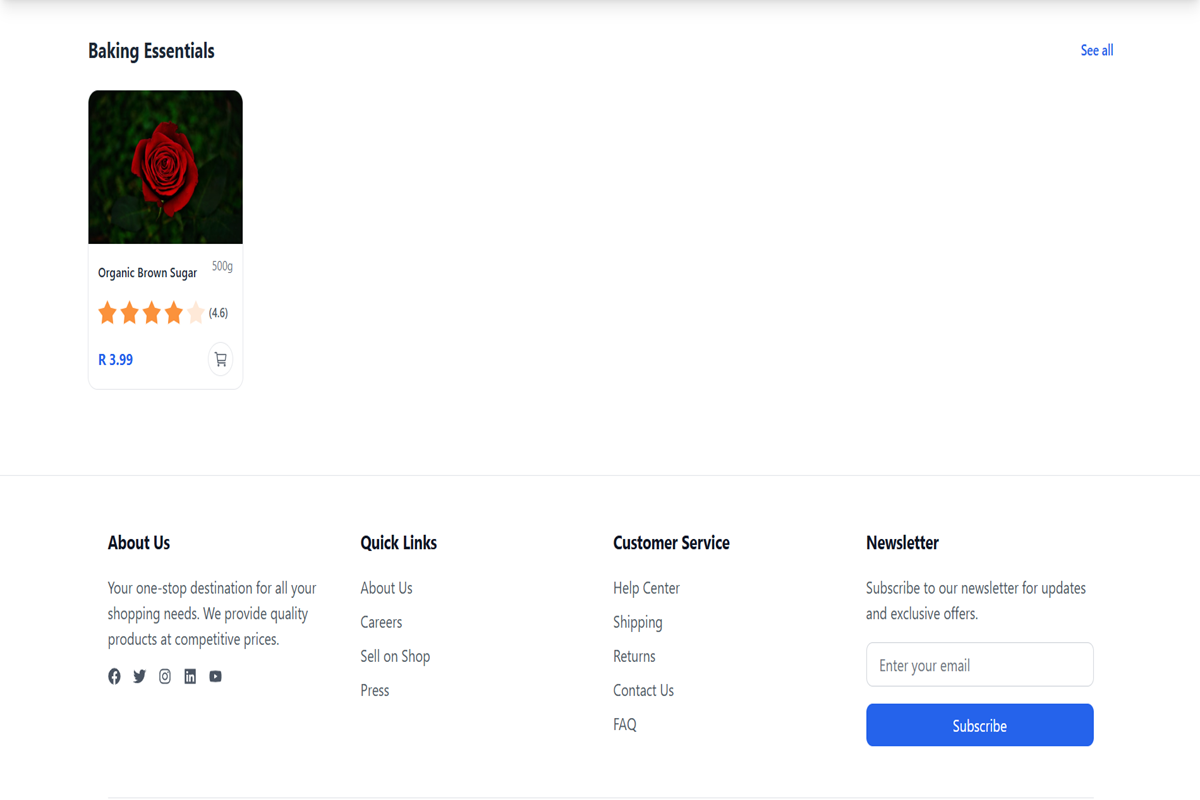 Baking Essentials
See all
Organic Brown Sugar
500g
(4.6)
R 3.99
About Us
Your one-stop destination for all your
shopping needs. We provide quality
products at competitive prices.
Quick Links
About Us
Careers
Sell on Shop
Press
Customer Service
Help Center
Shipping
Returns
Contact Us
FAQ
Newsletter
Subscribe to our newsletter for updates
and exclusive offers.
Enter your email
Subscribe